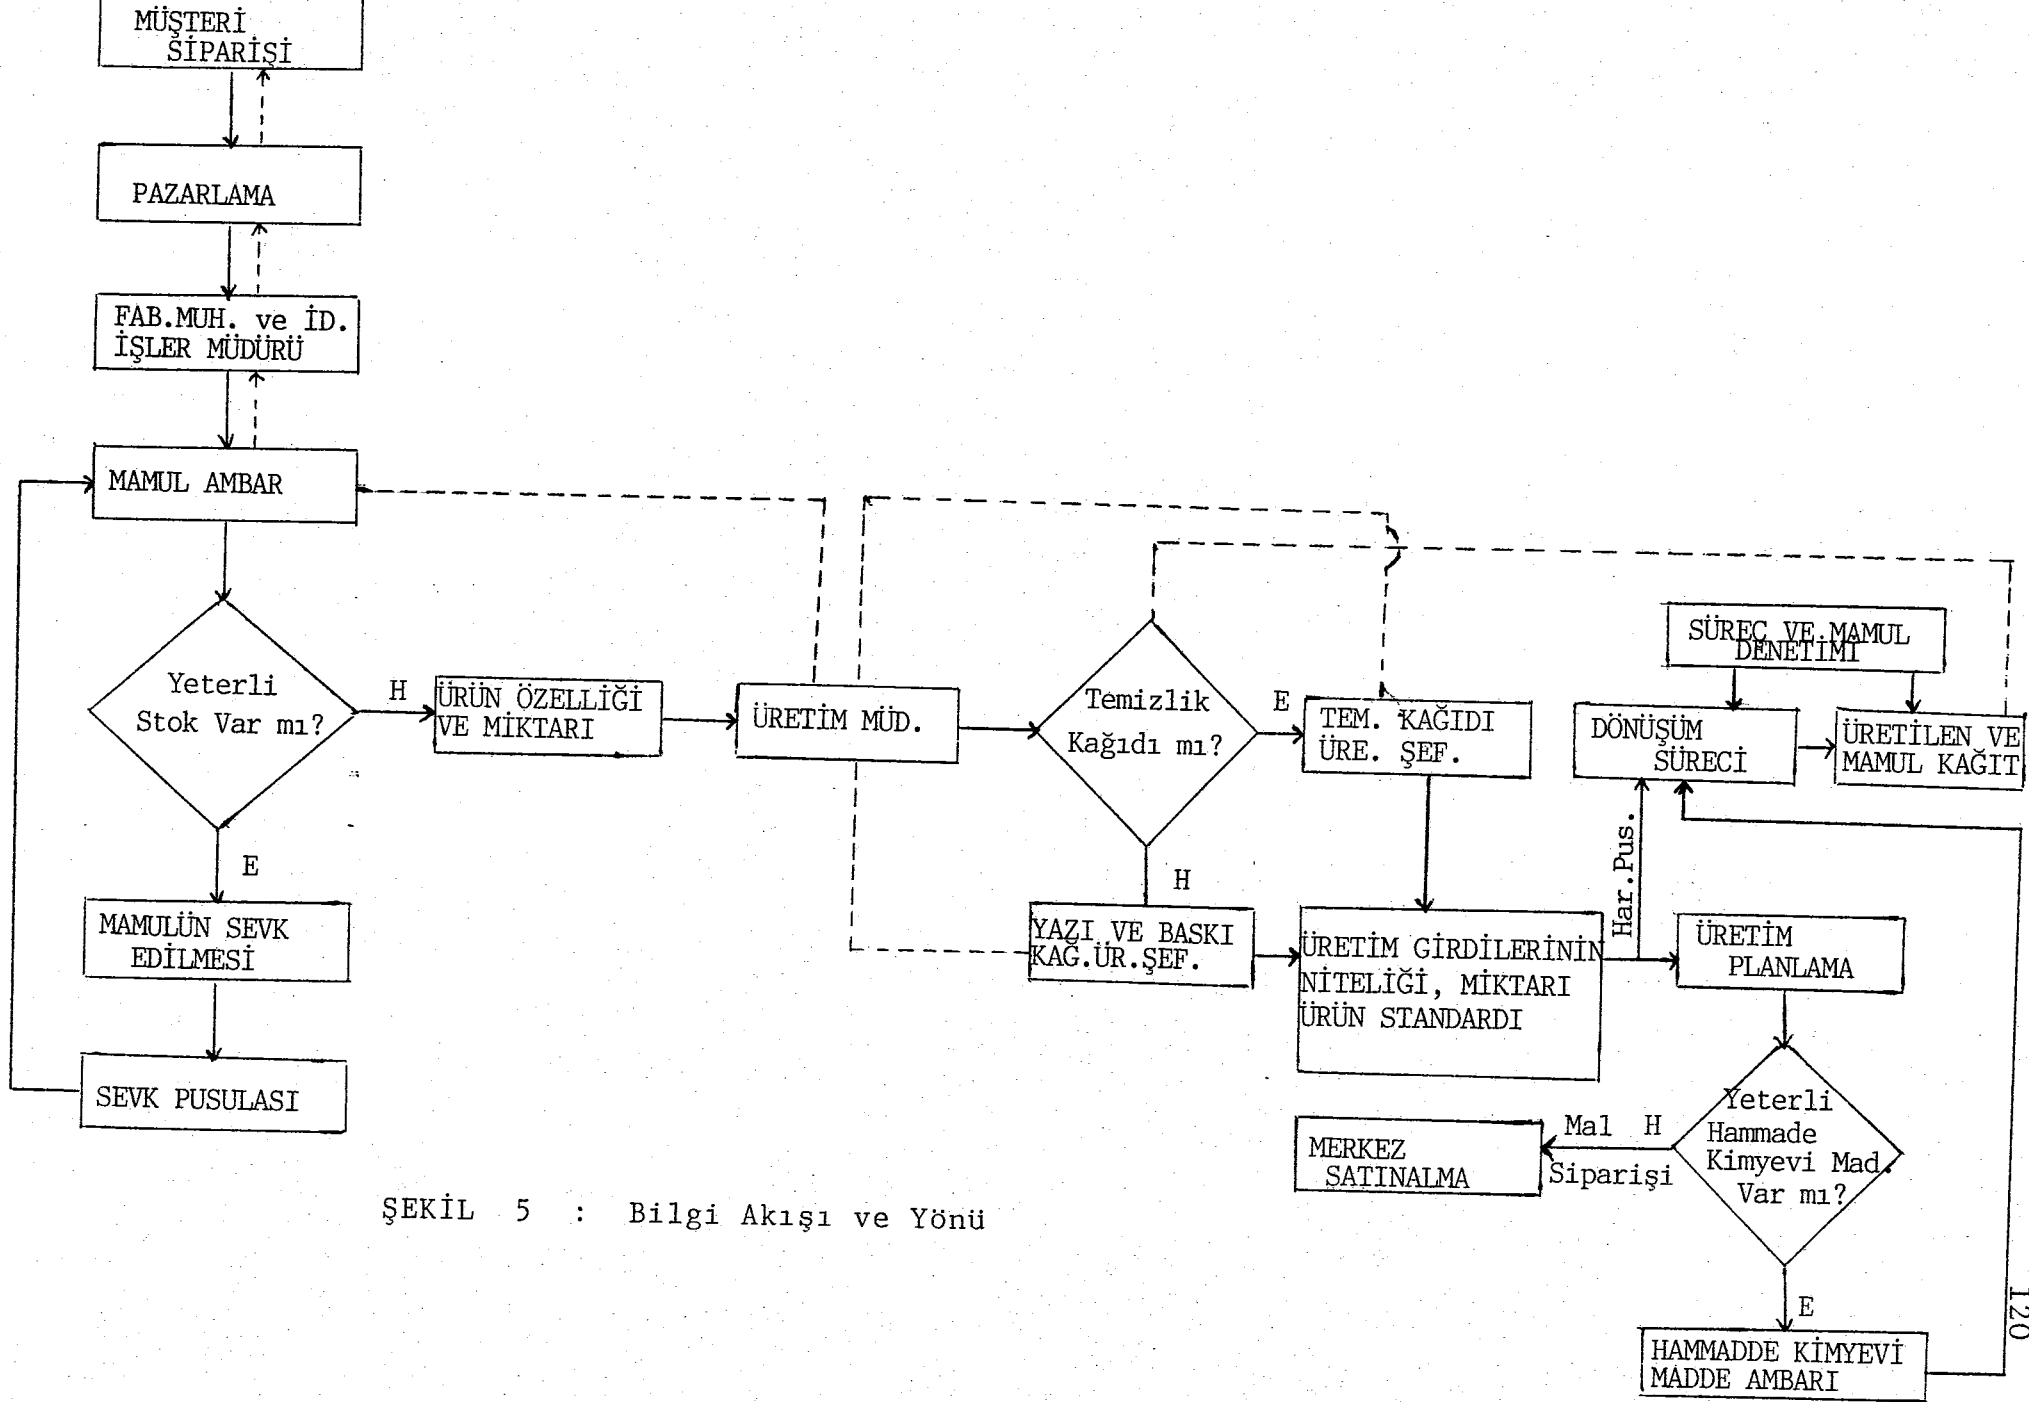 MÜŞTERİ
SİPARİŞİ
PAZARLAMA
FAB.MUH. ve İD.
İŞLER MÜDÜRÜ
MAMUL AMBAR
Yeterli
Stok Var mı?
H
E
MAMULÜN SEVK
EDİLMESİ
SEVK PUSULASI
ÜRÜN ÖZELLİĞİ
VE MİKTARI
ÜRETİM MÜD.
Temizlik
Kağıdı mı?
E
H
TEM. KAĞIDI
ÜRE. ŞEF.
YAZI VE BASKI
KAĞ.ÜR.ŞEF.
ÜRETİM GİRDİLERİNİN
NİTELİĞİ, MİKTARI
ÜRÜN STANDARDI
Har.Pus.
SÜREÇ VE MAMUL
DENETİMİ
DÖNÜŞÜM
SÜRECİ
ÜRETİLEN VE
MAMUL KAĞIT
ÜRETİM
PLANLAMA
Yeterli
Hammade
Kimyevi Mad.
Var mı?
Mal H
Siparişi
MERKEZ
SATINALMA
E
HAMMADDE KİMYEVİ
MADDE AMBARI
ŞEKİL 5 : Bilgi Akışı ve Yönü
120